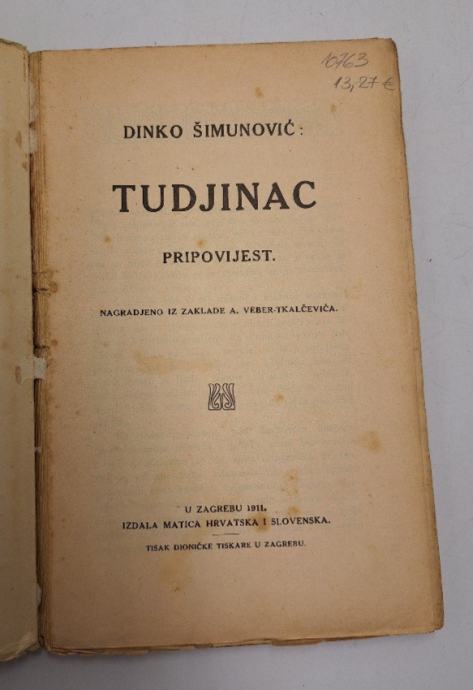 10763
13,27 €
DINKO ŠIMUNOVIĆ:
TUDJINAC
PRIPOVIJEST.
NAGRADJENO IZ ZAKLADE A. VEBER-TKALČEVIĆA.
U ZAGREBU 1911.
IZDALA MATICA HRVATSKA I SLOVENSKA.
TISAK DIONIČKE TISKARE U ZAGREBU.